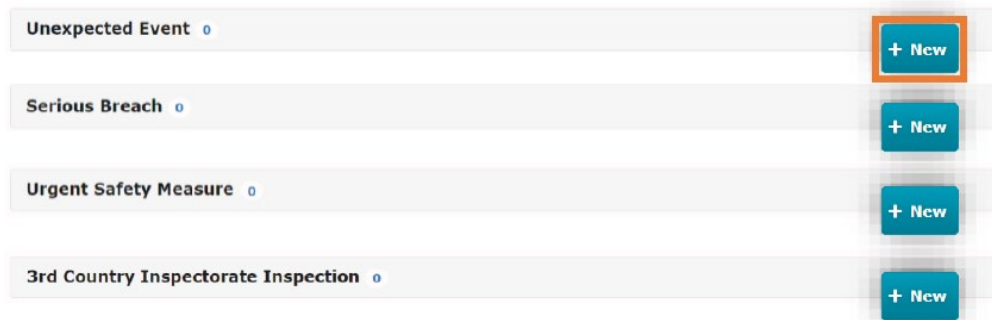 Unexpected Event 0
+ New
Serious Breach 0
+ New
Urgent Safety Measure 0
+ New
3rd Country Inspectorate Inspection 0
+ New